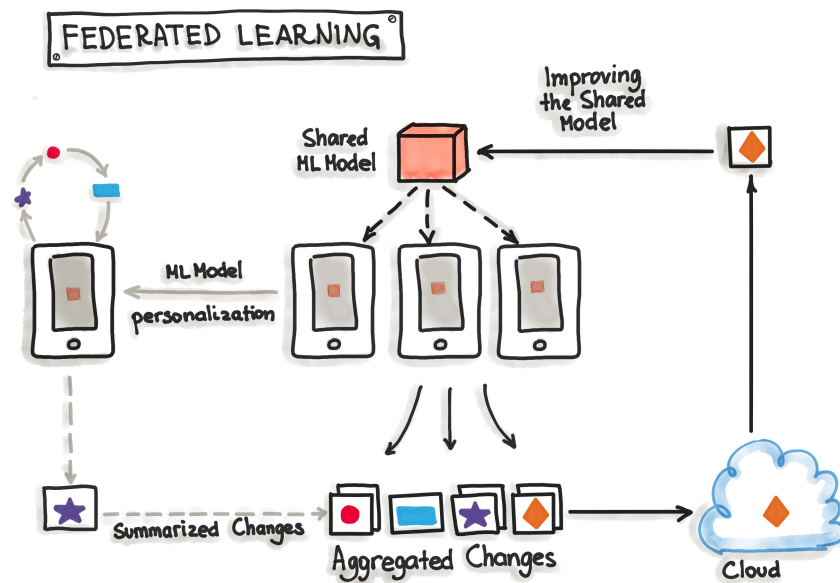 FEDERATED LEARNING
Improving
the Shared
Model
Shared
ML Model
ML Model
personalization
Summarized Changes
Aggregated Changes
Cloud